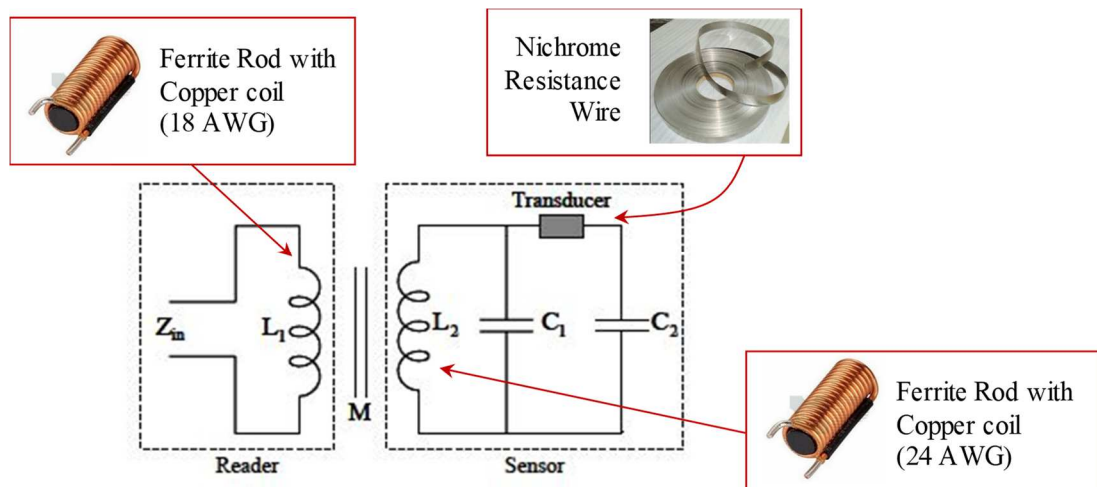 Ferrite Rod with
Copper coil
(18 AWG)
Nichrome
Resistance
Wire
Transducer
Zin
L1
L2
C1
C2
M
Reader
Sensor
Ferrite Rod with
Copper coil
(24 AWG)